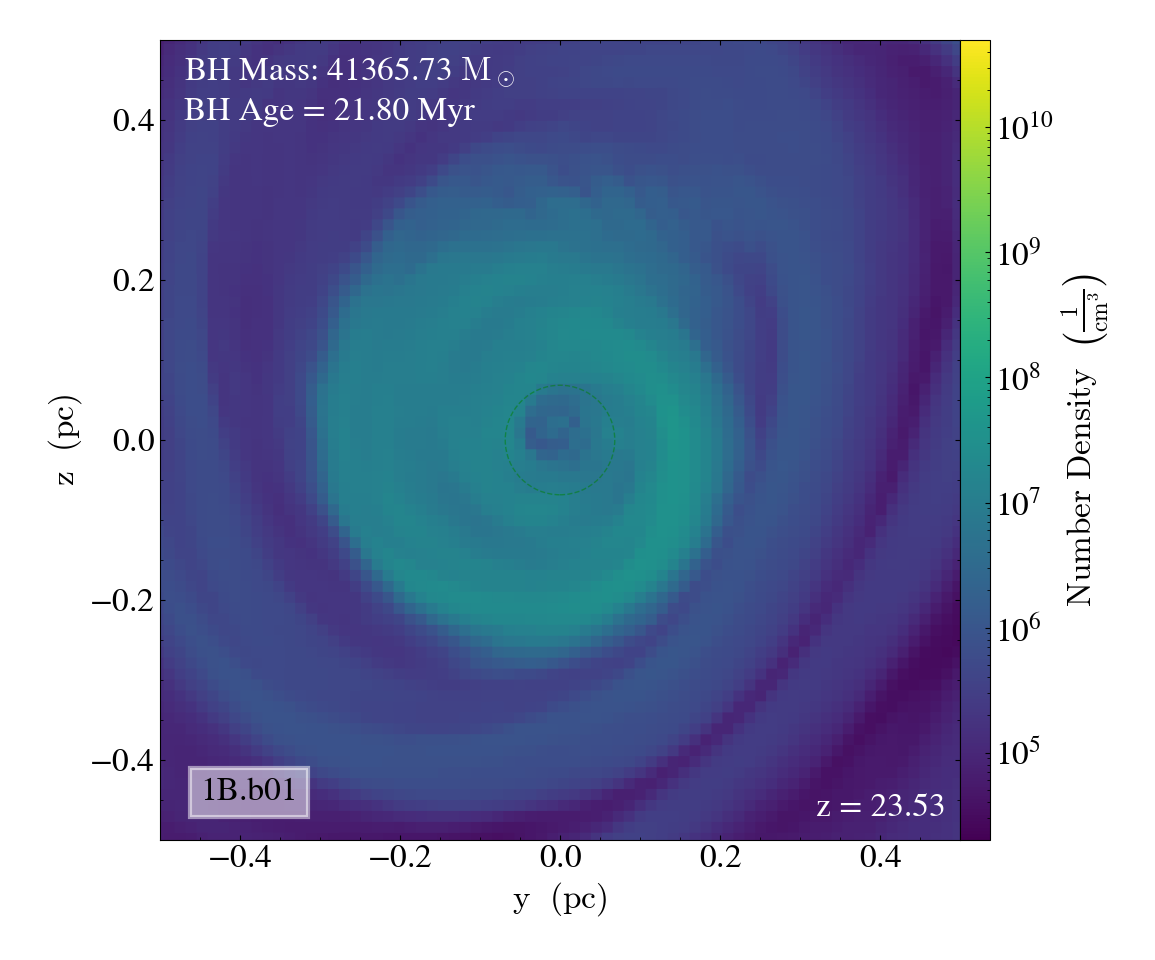 BH Mass: 41365.73 M⊙
BH Age = 21.80 Myr
0.4
0.2
0.0
−0.2
−0.4
z (pc)
1B.b01
z = 23.53
−0.4 −0.2 0.0 0.2 0.4
y (pc)
10¹⁰
10⁹
10⁸
10⁷
10⁶
10⁵
Number Density (1/cm³)